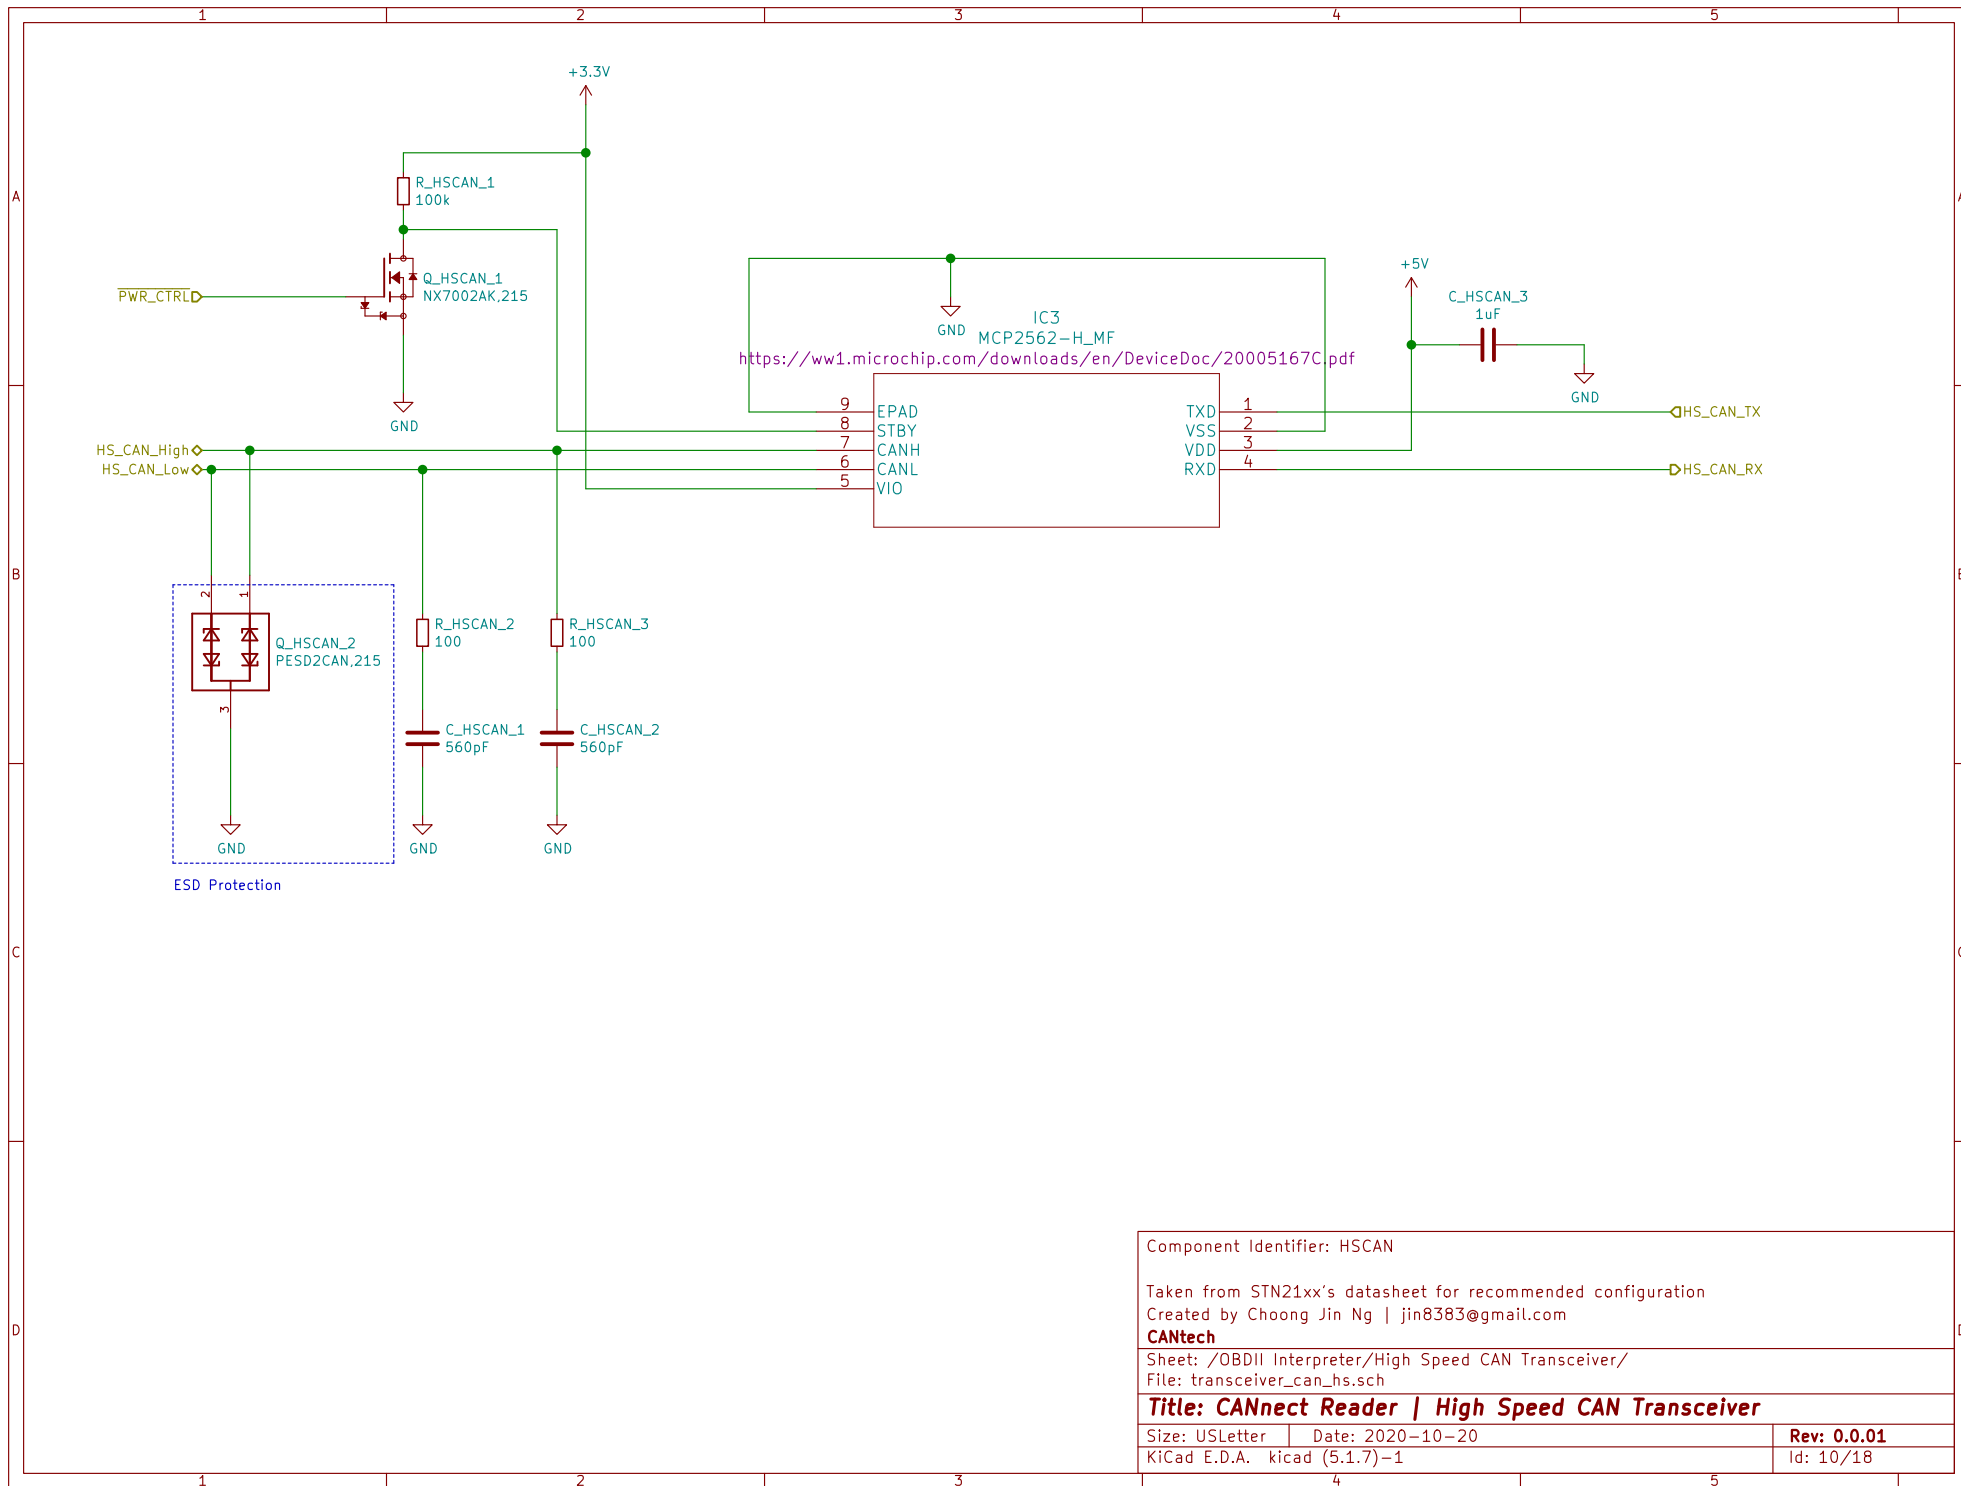 1 2 3 4 5
+3.3V
R_HSCAN_1
100k
A
+5V
Q_HSCAN_1
NX7002AK,215
PWR_CTRL
C_HSCAN_3
1uF
GND
IC3
MCP2562-H_MF
https://ww1.microchip.com/downloads/en/DeviceDoc/20005167C.pdf
GND
GND
9 EPAD
8 STBY
7 CANH
6 CANL
5 VIO
TXD 1
VSS 2
VDD 3
RXD 4
HS_CAN_TX
HS_CAN_RX
HS_CAN_High
HS_CAN_Low
B
2 1
Q_HSCAN_2
PESD2CAN,215
3
R_HSCAN_2
100
R_HSCAN_3
100
C_HSCAN_1
560pF
C_HSCAN_2
560pF
GND
GND
GND
ESD Protection
C
D
Component Identifier: HSCAN
Taken from STN21xx's datasheet for recommended configuration
Created by Choong Jin Ng | jin8383@gmail.com
CANtech
Sheet: /OBDII Interpreter/High Speed CAN Transceiver/
File: transceiver_can_hs.sch
Title: CANnect Reader | High Speed CAN Transceiver
Size: USLetter
Date: 2020-10-20
Rev: 0.0.01
KiCad E.D.A. kicad (5.1.7)-1
Id: 10/18
1 2 3 4 5